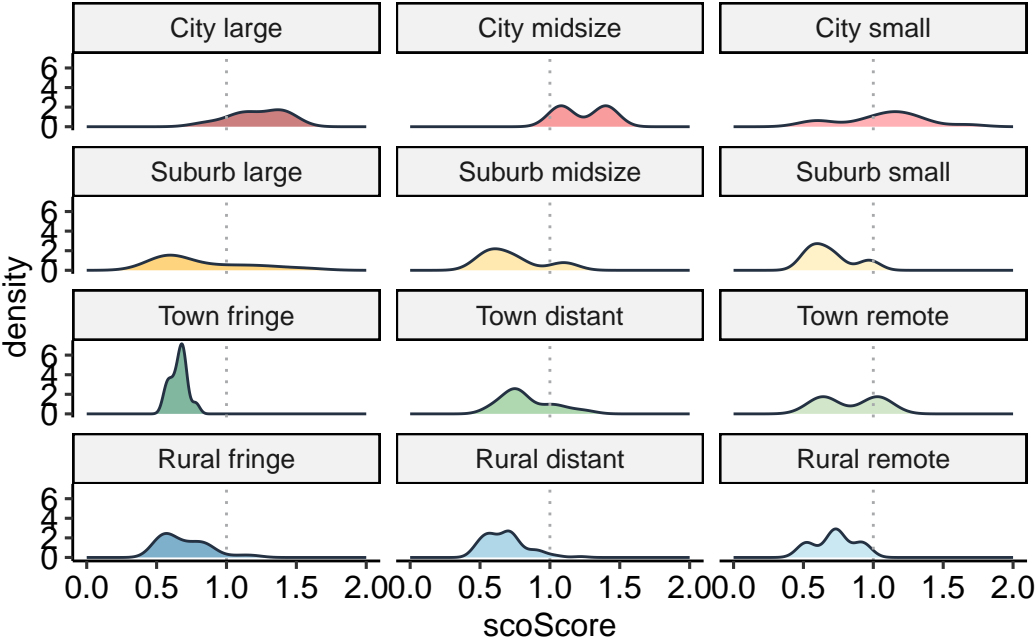 City large City midsize City small
6
4
2
0
Suburb large Suburb midsize Suburb small
6
4
2
0
density
Town fringe Town distant Town remote
6
4
2
0
Rural fringe Rural distant Rural remote
6
4
2
0
0.0 0.5 1.0 1.5 2.0 0.0 0.5 1.0 1.5 2.0 0.0 0.5 1.0 1.5 2.0
scoScore